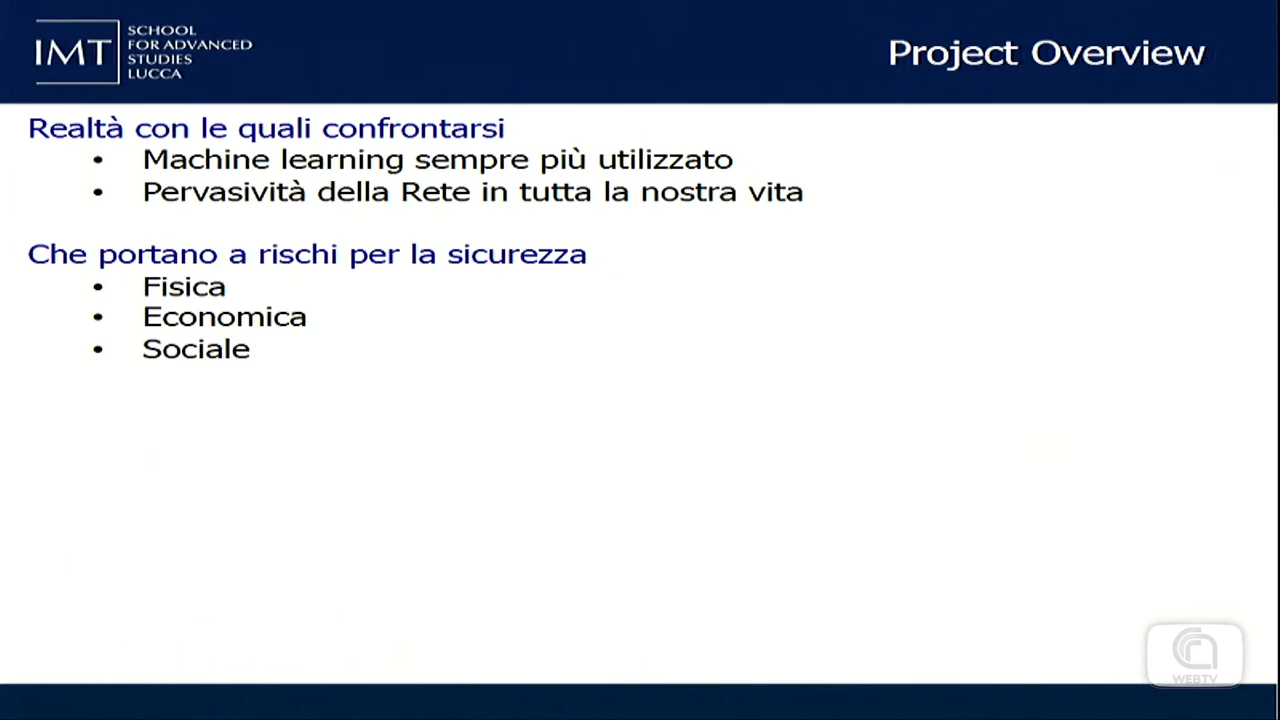 IMT
SCHOOL
FOR ADVANCED
STUDIES
LUCCA
Project Overview
Realtà con le quali confrontarsi
• Machine learning sempre più utilizzato
• Pervasività della Rete in tutta la nostra vita
Che portano a rischi per la sicurezza
• Fisica
• Economica
• Sociale
WEBTV